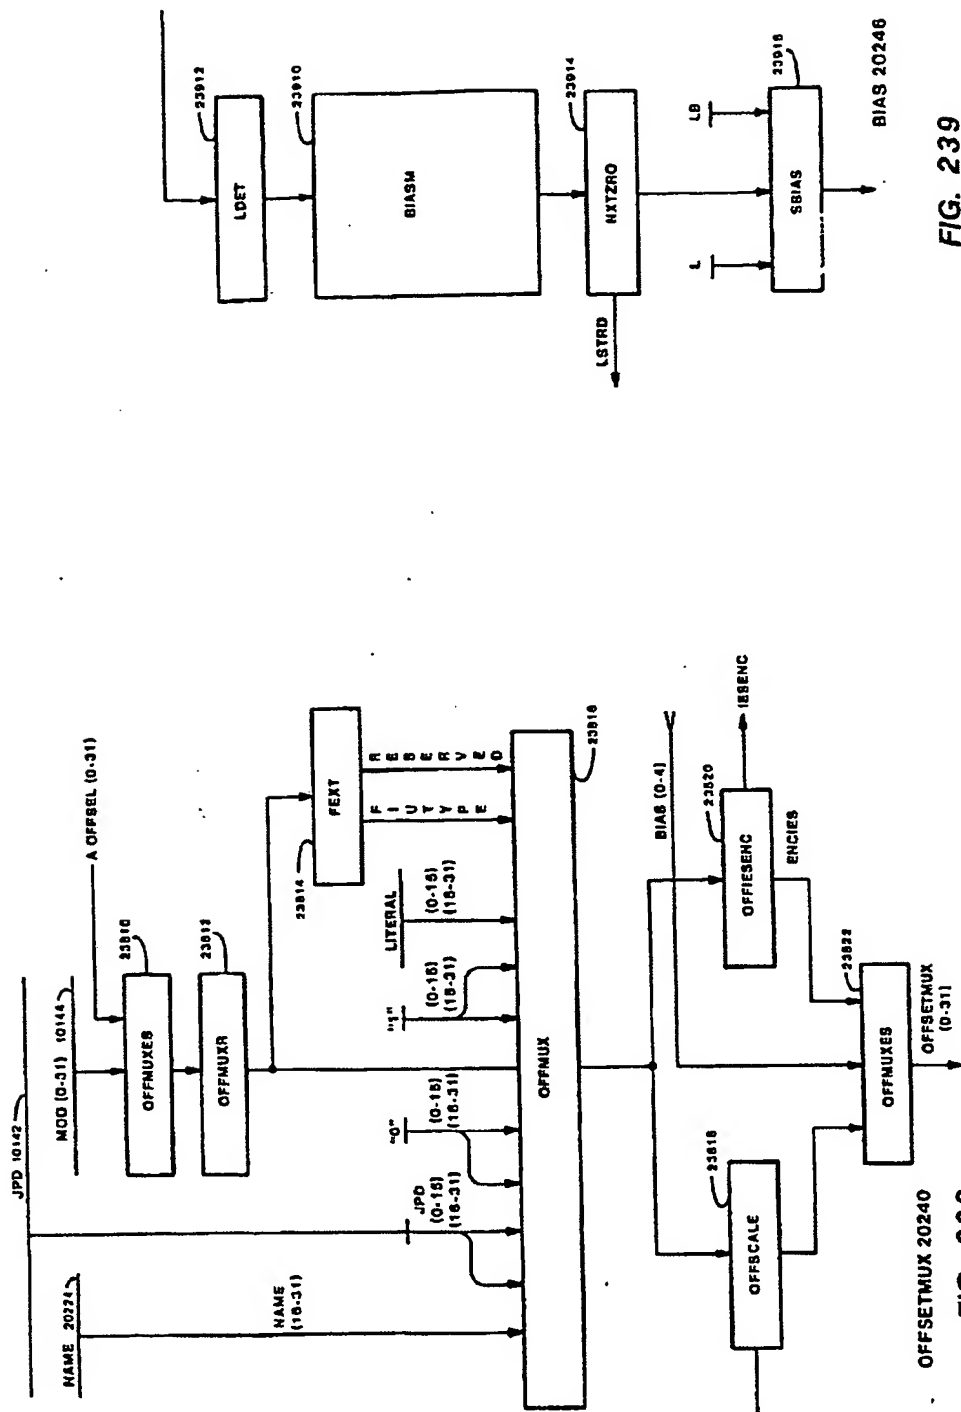 JPD 10142
MOD (0-31) 10144
A OFFSEL (0-31)
NAME 20224
23810
OFFMUXES
23812
OFFMUXR
23814
FEXT
NAME
(16-31)
JPD
(0-15)
(16-31)
"0"
(0-15)
(16-31)
"1"
(0-15)
(16-31)
LITERAL
(0-15)
(16-31)
FIUTYPE
RESERVED
OFFMUX
23816
BIAS (0-4)
23818
OFFSCALE
23820
OFFIESENC
IESENC
ENCIES
23822
OFFMUXES
OFFSETMUX
(0-31)
OFFSETMUX 20240
23912
LDET
23910
BIASM
23914
NXTZRO
LSTRD
L
LB
23916
SBIAS
BIAS 20246
FIG. 239